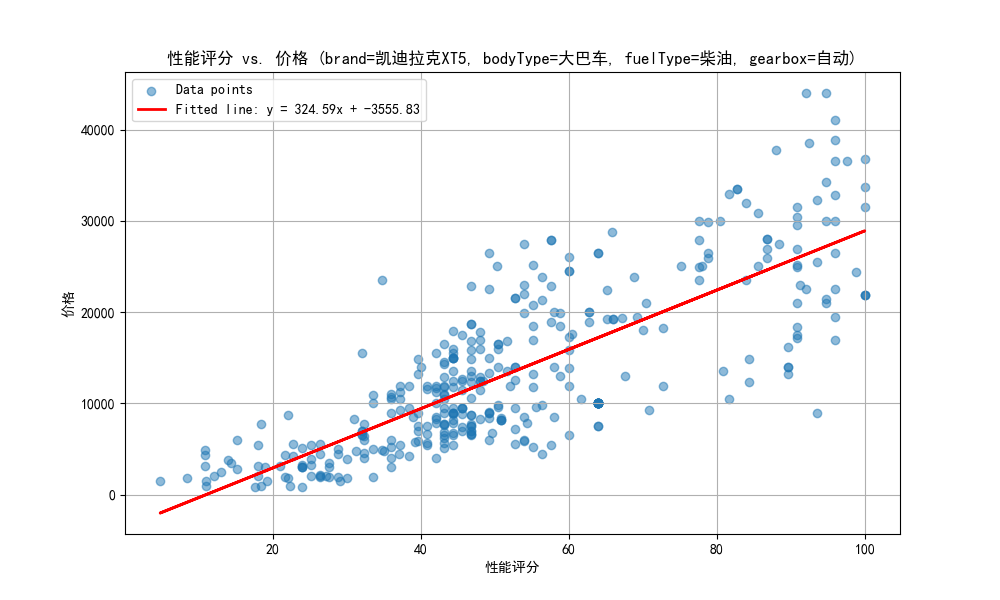 性能评分 vs. 价格 (brand=凯迪拉克XT5, bodyType=大巴车, fuelType=柴油, gearbox=自动)
Data points
Fitted line: y = 324.59x + -3555.83
40000
30000
20000
10000
0
价格
20 40 60 80 100
性能评分